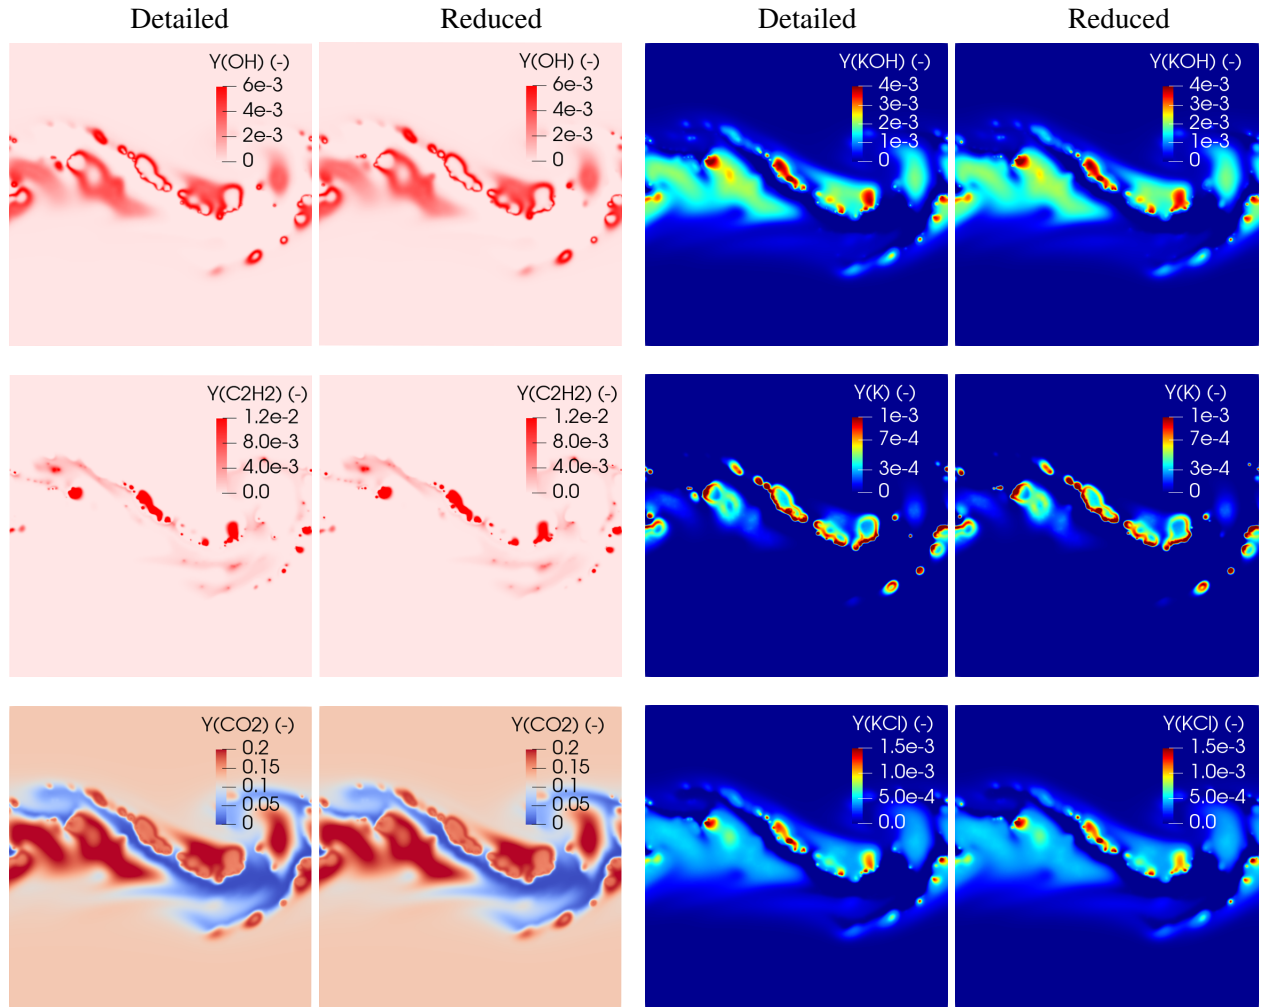 Detailed Reduced Detailed Reduced
Y(OH) (-) Y(OH) (-) Y(KOH) (-) Y(KOH) (-)
6e-3 6e-3 4e-3 4e-3
4e-3 4e-3 3e-3 3e-3
2e-3 2e-3 2e-3 2e-3
1e-3 1e-3
0 0 0 0
Y(C2H2) (-) Y(C2H2) (-) Y(K) (-) Y(K) (-)
1.2e-2 1.2e-2 1e-3 1e-3
8.0e-3 8.0e-3 7e-4 7e-4
4.0e-3 4.0e-3 3e-4 3e-4
0.0 0.0 0 0
Y(CO2) (-) Y(CO2) (-) Y(KCl) (-) Y(KCl) (-)
0.2 0.2 1.5e-3 1.5e-3
0.15 0.15 1.0e-3 1.0e-3
0.1 0.1
0.05 0.05 5.0e-4 5.0e-4
0 0 0.0 0.0